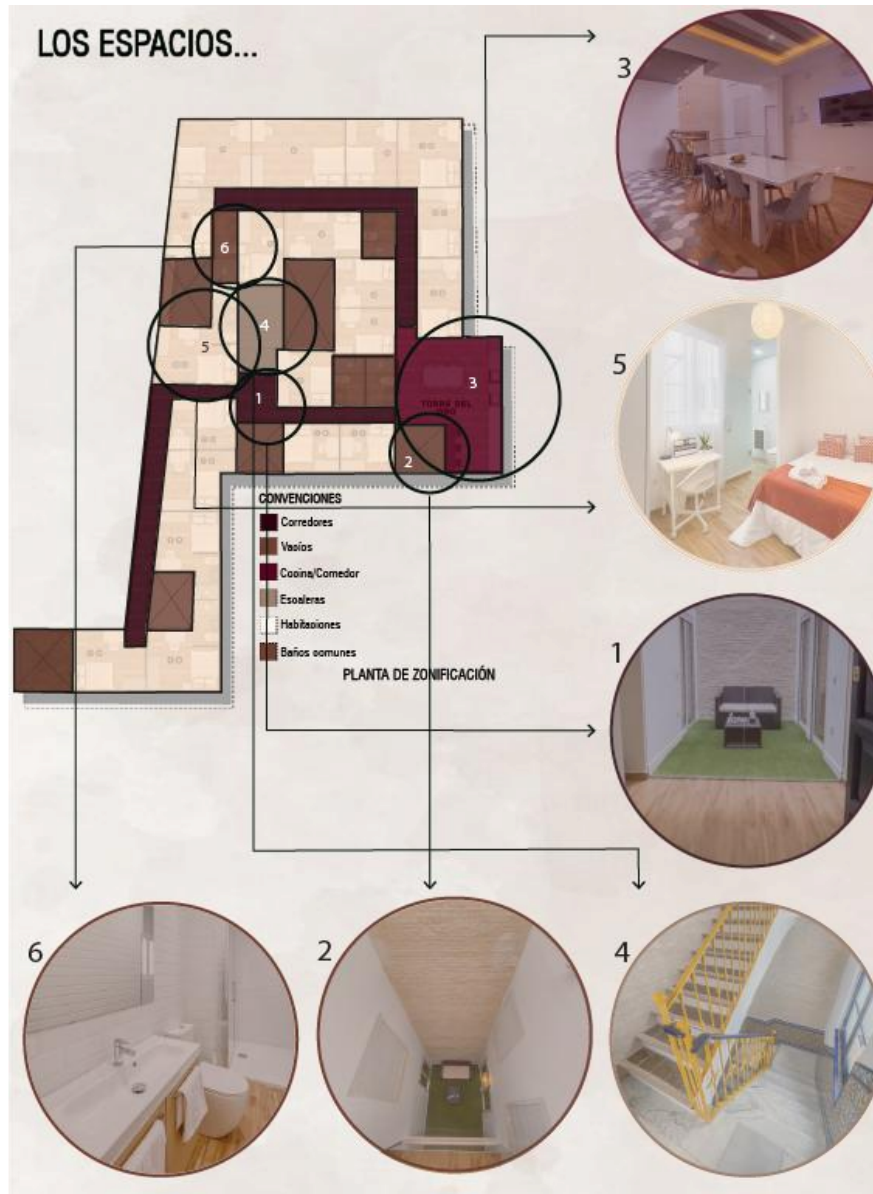 LOS ESPACIOS...
3
6
4
5
5
3
1
2
CONVENCIONES
Corredores
Vacíos
Cocina/Comedor
Escaleras
Habitaciones
Baños comunes
PLANTA DE ZONIFICACIÓN
1
6
2
4